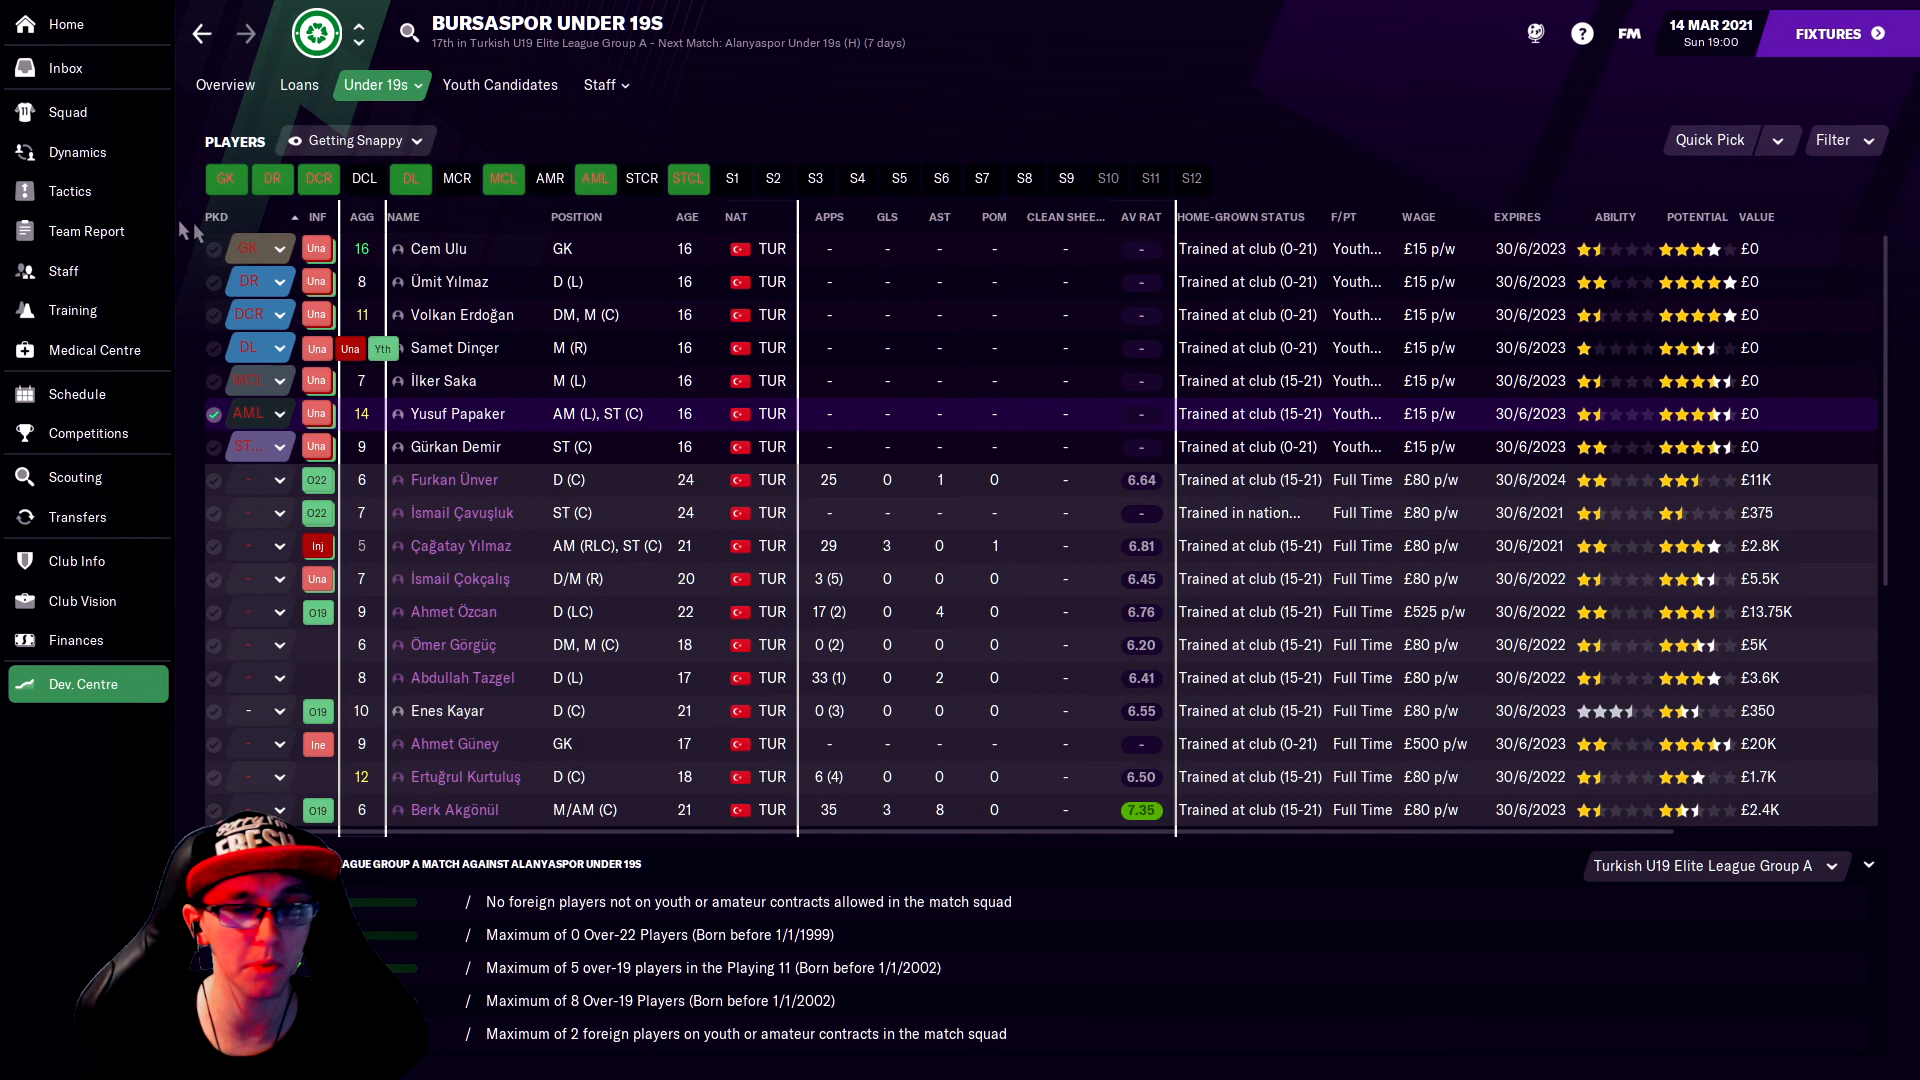 Home
Inbox
Squad
Dynamics
Tactics
Team Report
Staff
Training
Medical Centre
Schedule
Competitions
Scouting
Transfers
Club Info
Club Vision
Finances
Dev. Centre
BURSASPOR UNDER 19S
17th in Turkish U19 Elite League Group A - Next Match: Alanyaspor Under 19s (H) (7 days)
? FM 14 MAR 2021 FIXTURES
Sun 19:00
Overview Loans Under 19s Youth Candidates Staff
PLAYERS Getting Snappy Quick Pick Filter
GK DR DCR DCL DL MCR MCL AMR AML STCR STCL S1 S2 S3 S4 S5 S6 S7 S8 S9 S10 S11 S12
PKD INF AGG NAME POSITION AGE NAT APPS GLS AST POM CLEAN SHEE... AV RAT HOME-GROWN STATUS F/PT WAGE EXPIRES ABILITY POTENTIAL VALUE
GK Una 16 Cem Ulu GK 16 TUR - - - - - - Trained at club (0-21) Youth... £15 p/w 30/6/2023 £0
DR Una 8 Ümit Yılmaz D (L) 16 TUR - - - - - - Trained at club (0-21) Youth... £15 p/w 30/6/2023 £0
DCR Una 11 Volkan Erdoğan DM, M (C) 16 TUR - - - - - - Trained at club (0-21) Youth... £15 p/w 30/6/2023 £0
DL Una Una Yth Samet Dinçer M (R) 16 TUR - - - - - - Trained at club (0-21) Youth... £15 p/w 30/6/2023 £0
MCL Una 7 İlker Saka M (L) 16 TUR - - - - - - Trained at club (15-21) Youth... £15 p/w 30/6/2023 £0
AML Una 14 Yusuf Papaker AM (L), ST (C) 16 TUR - - - - - - Trained at club (15-21) Youth... £15 p/w 30/6/2023 £0
ST... Una 9 Gürkan Demir ST (C) 16 TUR - - - - - - Trained at club (0-21) Youth... £15 p/w 30/6/2023 £0
- O22 6 Furkan Ünver D (C) 24 TUR 25 0 1 0 - 6.64 Trained at club (15-21) Full Time £80 p/w 30/6/2024 £11K
- O22 7 İsmail Çavuşluk ST (C) 24 TUR - - - - - - Trained in nation... Full Time £80 p/w 30/6/2021 £375
- Inj 5 Çağatay Yılmaz AM (RLC), ST (C) 21 TUR 29 3 0 1 - 6.81 Trained at club (15-21) Full Time £80 p/w 30/6/2021 £2.8K
- Una 7 İsmail Çokçalış D/M (R) 20 TUR 3 (5) 0 0 0 - 6.45 Trained at club (15-21) Full Time £80 p/w 30/6/2022 £5.5K
- O19 9 Ahmet Özcan D (LC) 22 TUR 17 (2) 0 4 0 - 6.76 Trained at club (15-21) Full Time £525 p/w 30/6/2022 £13.75K
- 6 Ömer Görgüç DM, M (C) 18 TUR 0 (2) 0 0 0 - 6.20 Trained at club (15-21) Full Time £80 p/w 30/6/2022 £5K
- 8 Abdullah Tazgel D (L) 17 TUR 33 (1) 0 2 0 - 6.41 Trained at club (15-21) Full Time £80 p/w 30/6/2022 £3.6K
- O19 10 Enes Kayar D (C) 21 TUR 0 (3) 0 0 0 - 6.55 Trained at club (15-21) Full Time £80 p/w 30/6/2023 £350
- Ine 9 Ahmet Güney GK 17 TUR - - - - - - Trained at club (0-21) Full Time £500 p/w 30/6/2023 £20K
- 12 Ertuğrul Kurtuluş D (C) 18 TUR 6 (4) 0 0 0 - 6.50 Trained at club (15-21) Full Time £80 p/w 30/6/2022 £1.7K
O19 6 Berk Akgönül M/AM (C) 21 TUR 35 3 8 0 - 7.35 Trained at club (15-21) Full Time £80 p/w 30/6/2023 £2.4K
AGUE GROUP A MATCH AGAINST ALANYASPOR UNDER 19S Turkish U19 Elite League Group A
/ No foreign players not on youth or amateur contracts allowed in the match squad
/ Maximum of 0 Over-22 Players (Born before 1/1/1999)
/ Maximum of 5 over-19 players in the Playing 11 (Born before 1/1/2002)
/ Maximum of 8 Over-19 Players (Born before 1/1/2002)
/ Maximum of 2 foreign players on youth or amateur contracts in the match squad
FRESH